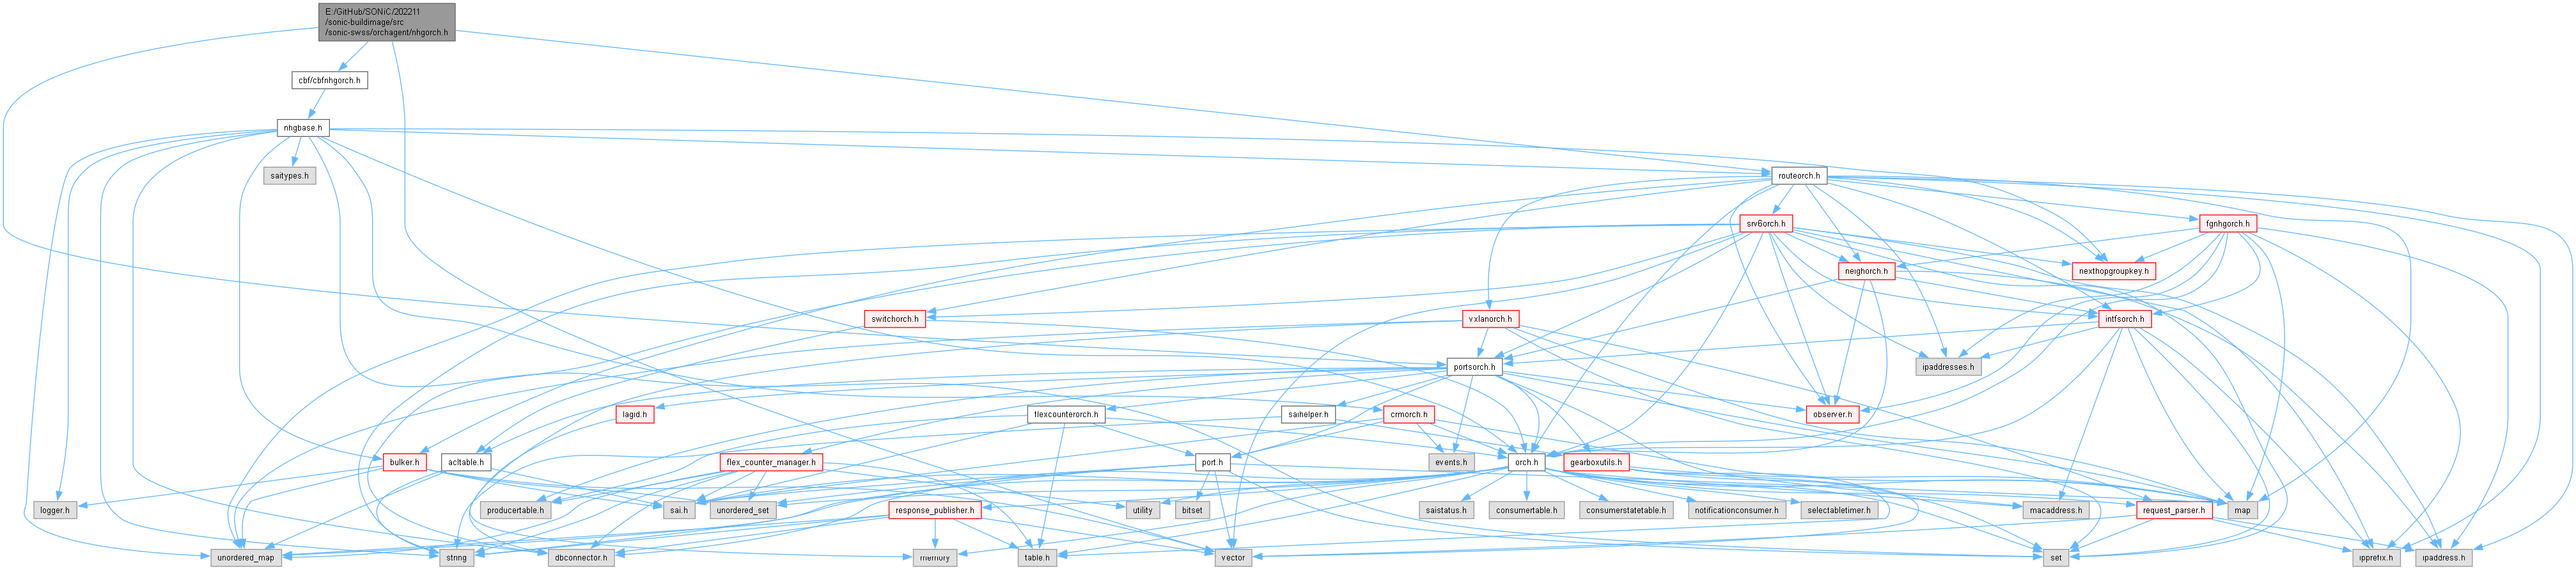 E:/GitHub/SONiC/202211
/sonic-buildimage/src
/sonic-swss/orchagent/nhgorch.h
cbf/cbfnhgorch.h
nhgbase.h
saitypes.h
routeorch.h
srv6orch.h
fgnhgorch.h
neighorch.h
nexthopgroupkey.h
switchorch.h
vxlanorch.h
intfsorch.h
portsorch.h
ipaddresses.h
lagid.h
flexcounterorch.h
saihelper.h
crmorch.h
observer.h
bulker.h
acltable.h
flex_counter_manager.h
port.h
events.h
orch.h
gearboxutils.h
logger.h
producertable.h
sai.h
unordered_set
response_publisher.h
utility
bitset
saistatus.h
consumertable.h
consumerstatetable.h
notificationconsumer.h
selectabletimer.h
macaddress.h
request_parser.h
map
unordered_map
string
dbconnector.h
memory
table.h
vector
set
ipprefix.h
ipaddress.h